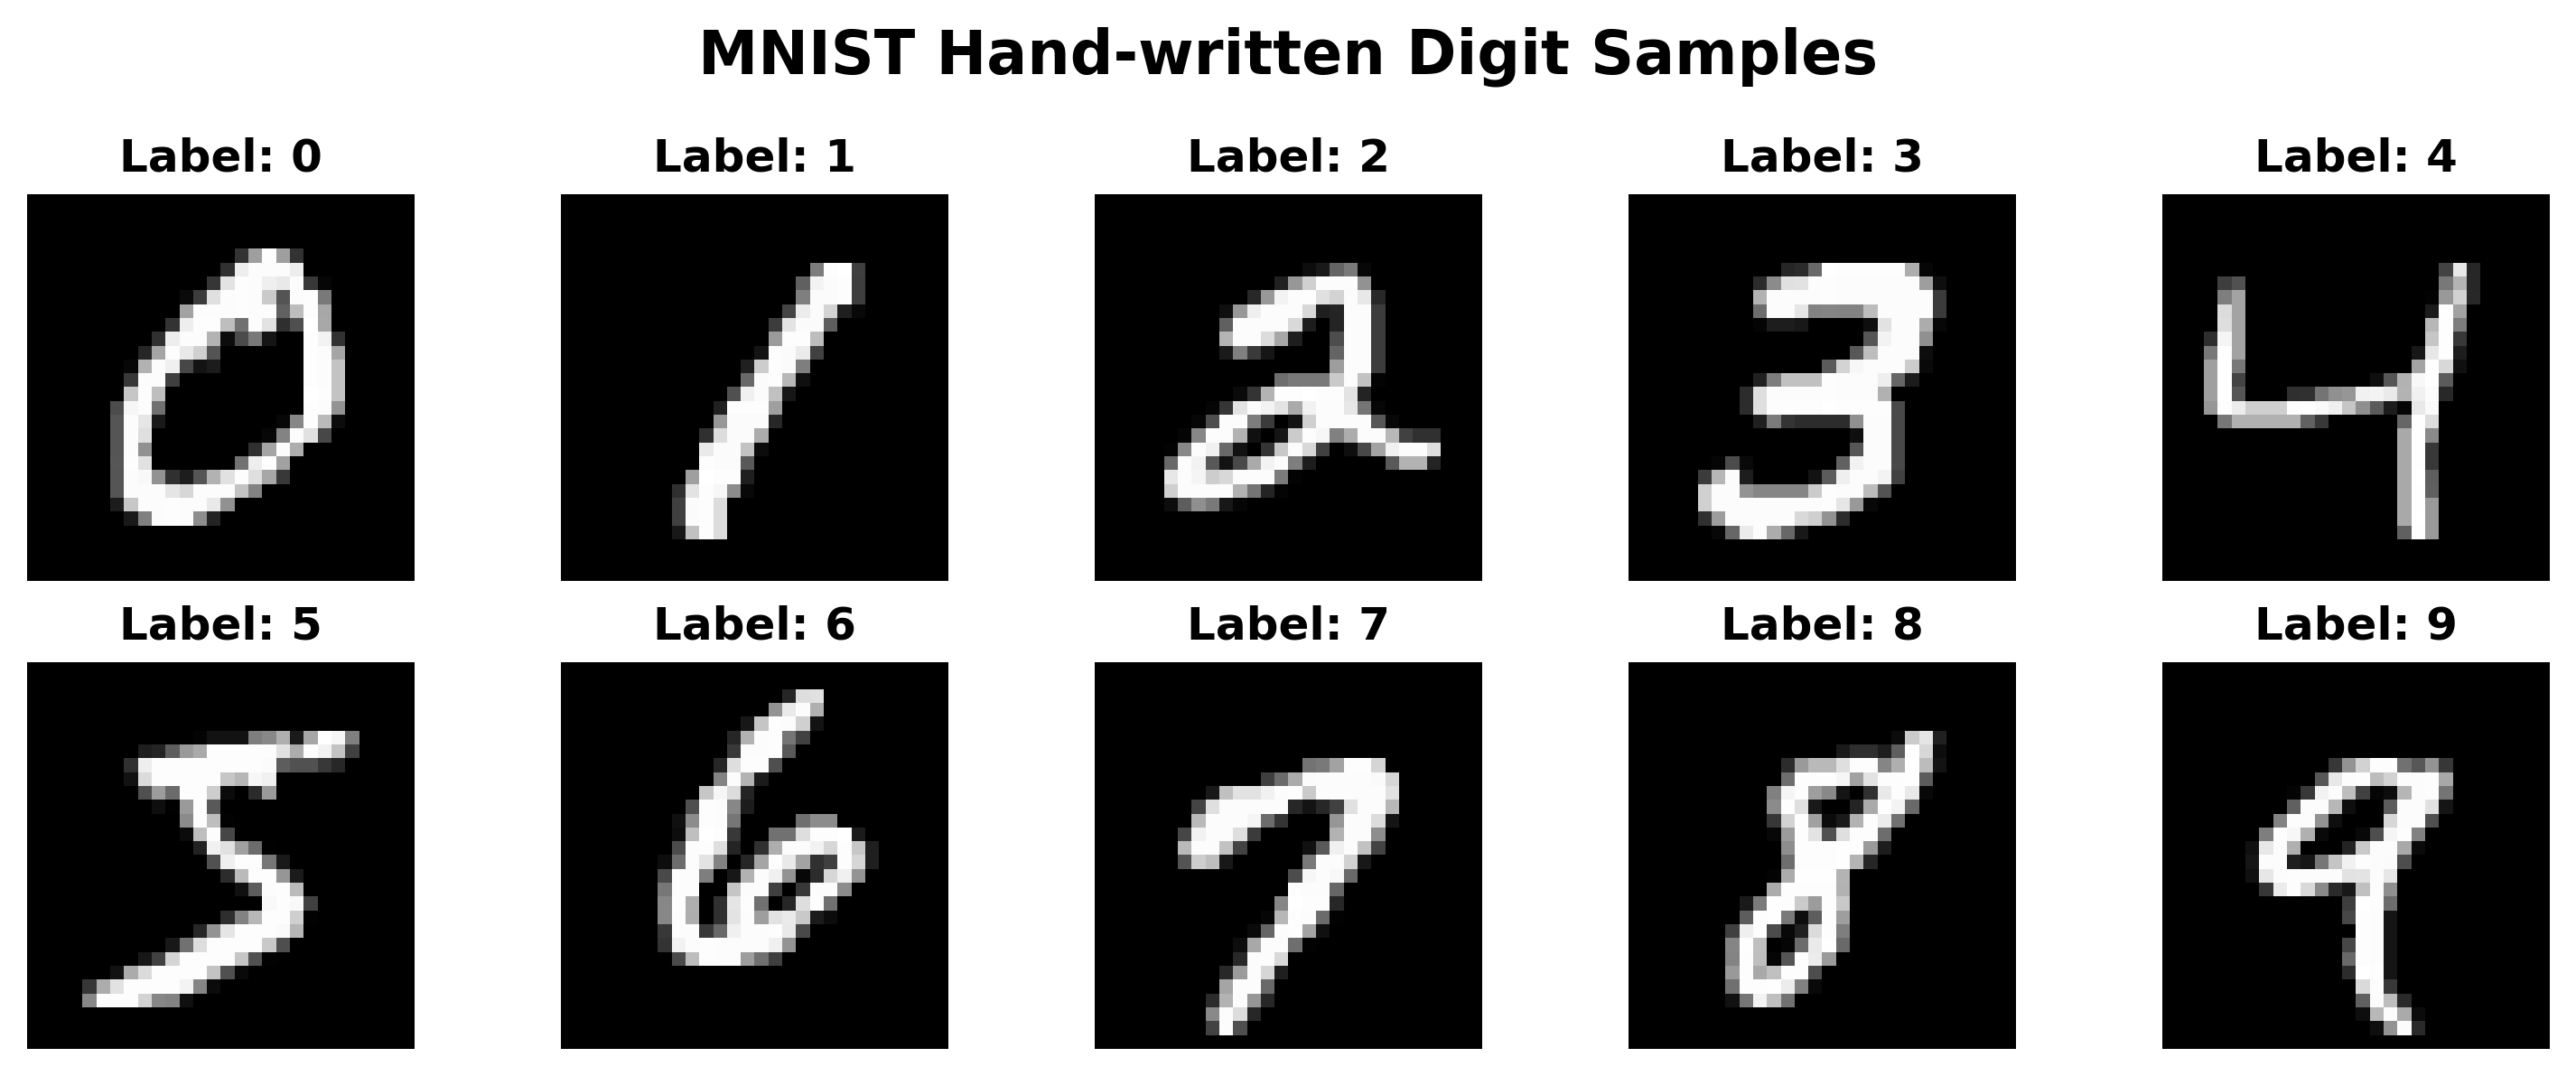 MNIST Hand-written Digit Samples
Label: 0 Label: 1 Label: 2 Label: 3 Label: 4
0 1 2 3 4
Label: 5 Label: 6 Label: 7 Label: 8 Label: 9
5 6 7 8 9